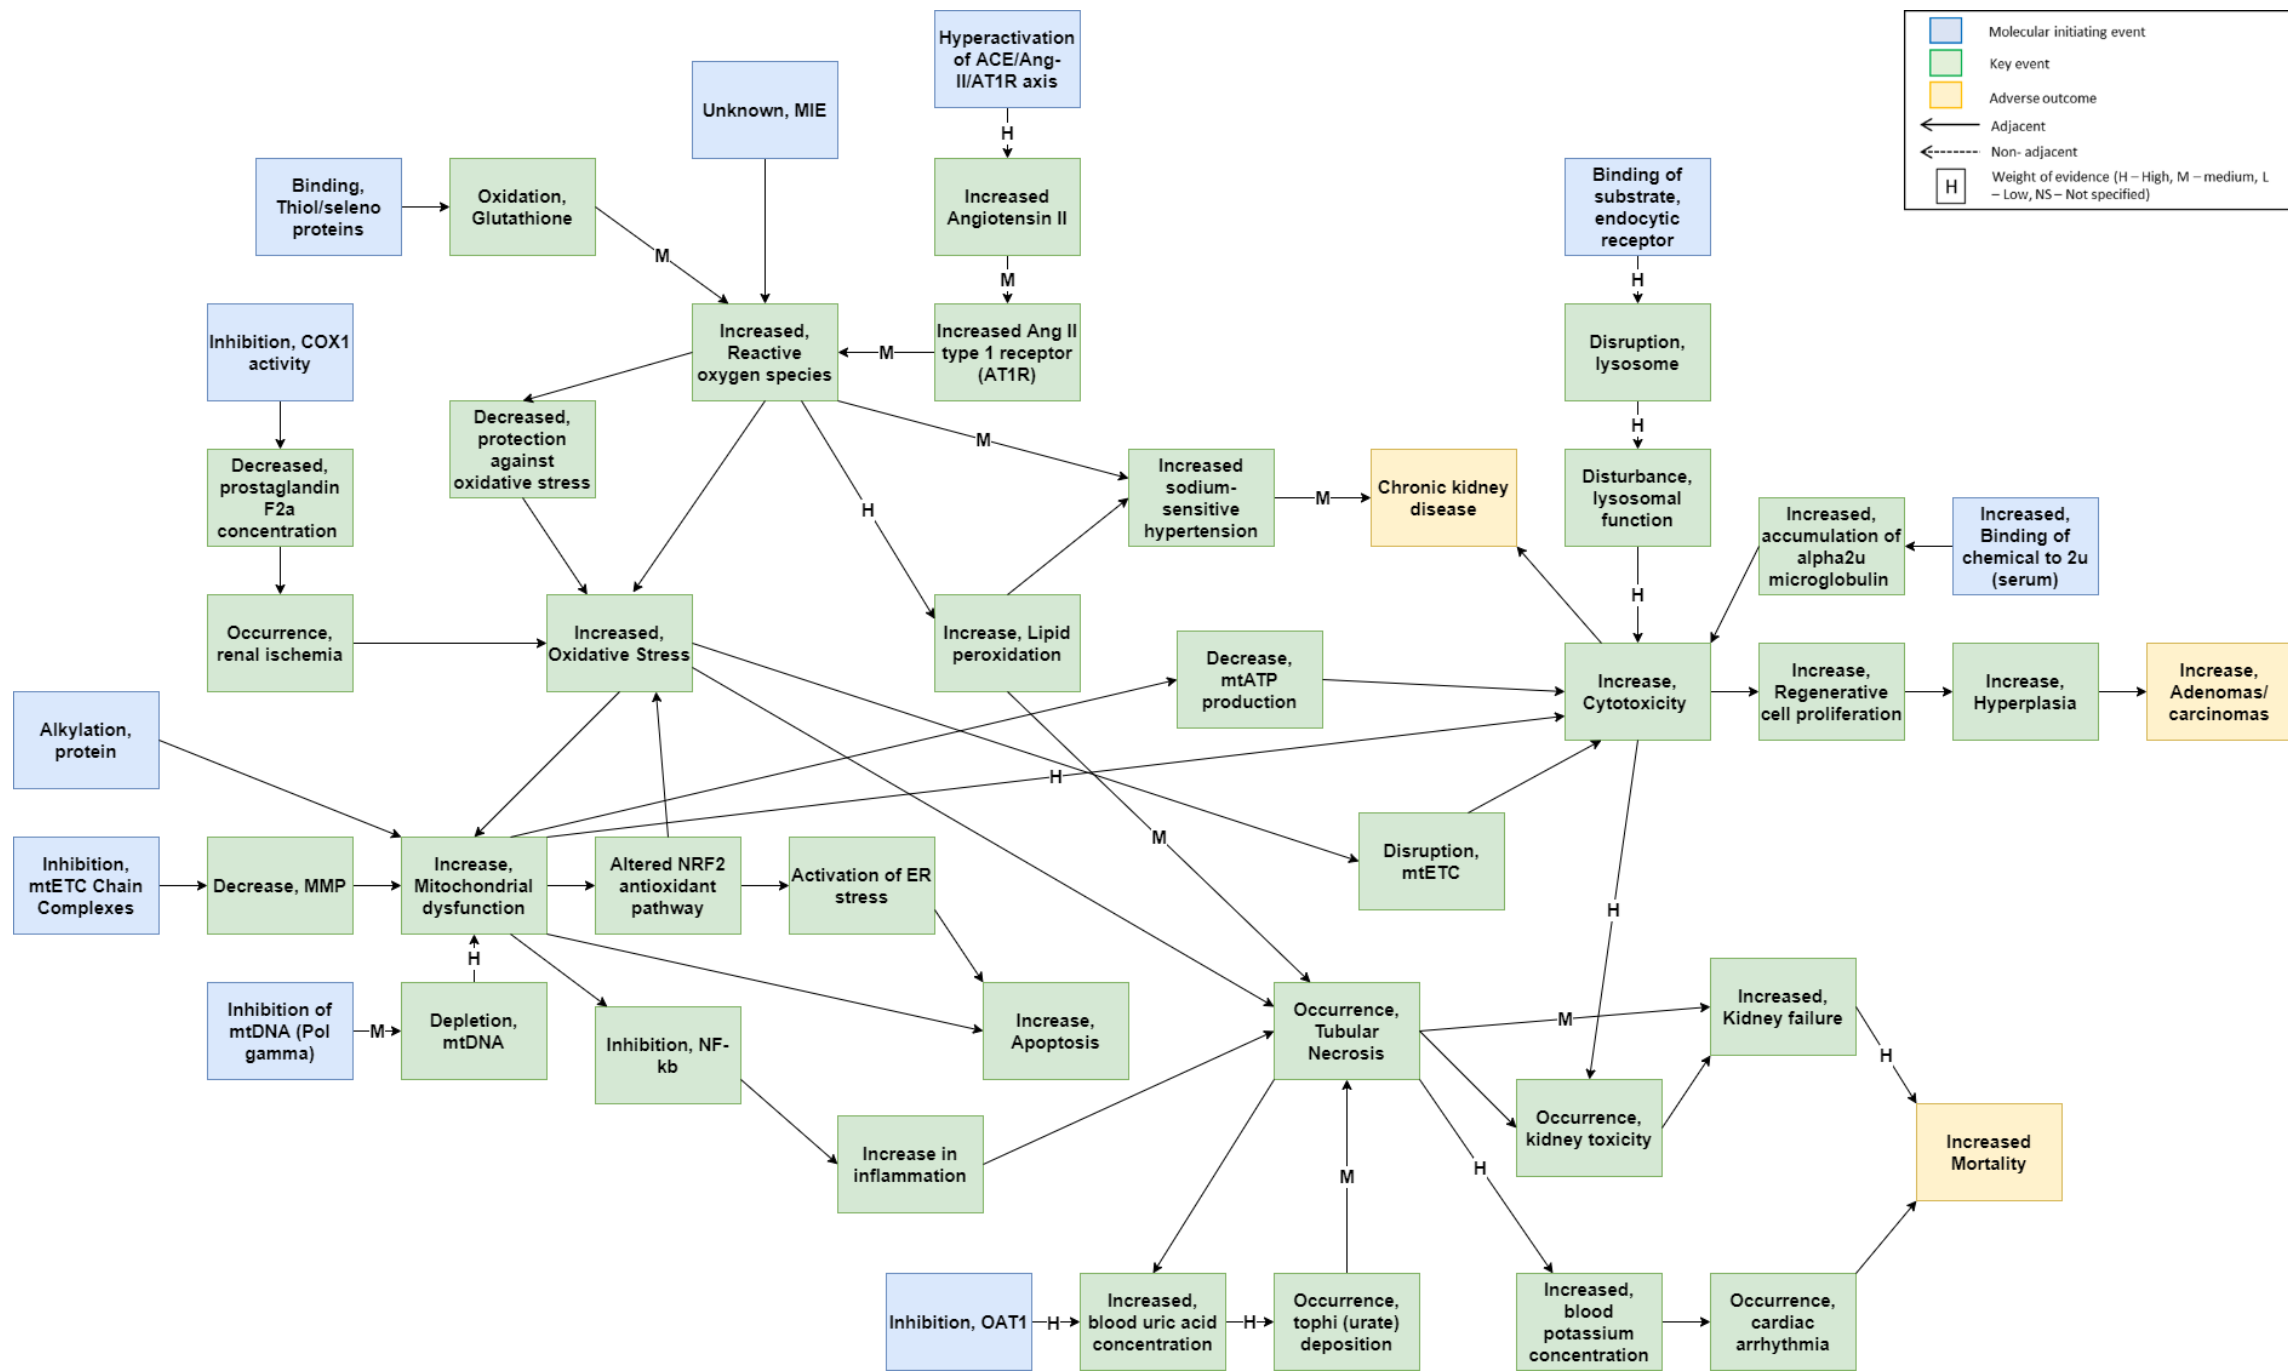 Hyperactivation
of ACE/Ang-
II/AT1R axis
Molecular initiating event
Key event
Adverse outcome
Adjacent
Non- adjacent
H
Weight of evidence (H – High, M – medium, L
– Low, NS – Not specified)
Unknown, MIE
H
Binding,
Thiol/seleno
proteins
Oxidation,
Glutathione
M
Increased
Angiotensin II
M
Binding of
substrate,
endocytic
receptor
H
Inhibition, COX1
activity
Increased,
Reactive
oxygen species
M
Increased Ang II
type 1 receptor
(AT1R)
Disruption,
lysosome
H
Decreased,
protection
against
oxidative stress
M
H
Decreased,
prostaglandin
F2a
concentration
Increased
sodium-
sensitive
hypertension
M
Chronic kidney
disease
Disturbance,
lysosomal
function
H
Increased,
accumulation of
alpha2u
microglobulin
Increased,
Binding of
chemical to 2u
(serum)
Occurrence,
renal ischemia
Increased,
Oxidative Stress
Increase, Lipid
peroxidation
Decrease,
mtATP
production
Increase,
Cytotoxicity
Increase,
Regenerative
cell proliferation
Increase,
Hyperplasia
Increase,
Adenomas/
carcinomas
Alkylation,
protein
H
M
Inhibition,
mtETC Chain
Complexes
Decrease, MMP
Increase,
Mitochondrial
dysfunction
Altered NRF2
antioxidant
pathway
Activation of ER
stress
Disruption,
mtETC
H
H
Inhibition of
mtDNA (Pol
gamma)
M
Depletion,
mtDNA
Inhibition, NF-
kb
Increase,
Apoptosis
Occurrence,
Tubular
Necrosis
M
Increased,
Kidney failure
H
Increase in
inflammation
M
H
Occurrence,
kidney toxicity
Increased
Mortality
Inhibition, OAT1
H
Increased,
blood uric acid
concentration
H
Occurrence,
tophi (urate)
deposition
Increased,
blood
potassium
concentration
Occurrence,
cardiac
arrhythmia